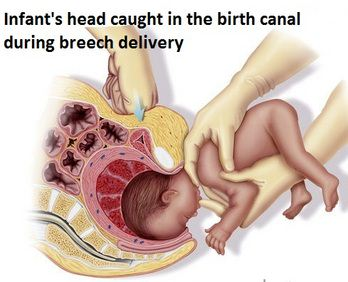 Infant's head caught in the birth canal
during breech delivery